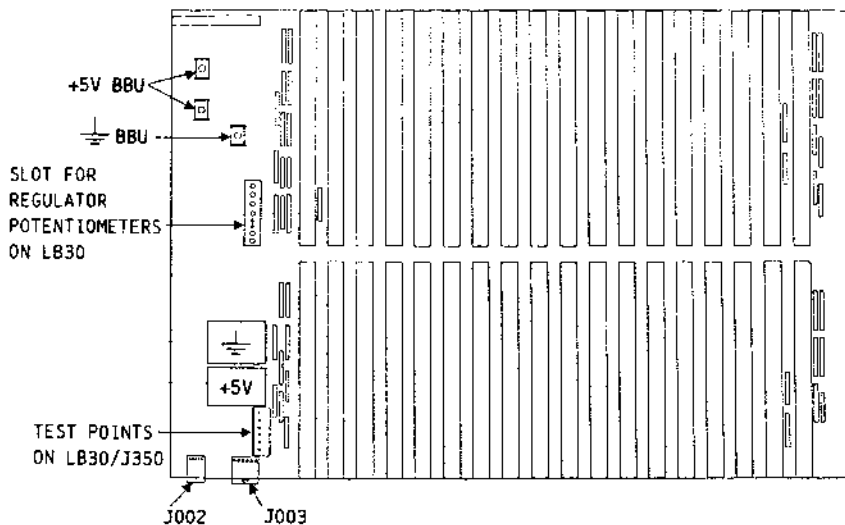 +5V BBU
BBU
SLOT FOR
REGULATOR
POTENTIOMETERS
ON LB30
+5V
TEST POINTS
ON LB30/J350
J002
J003